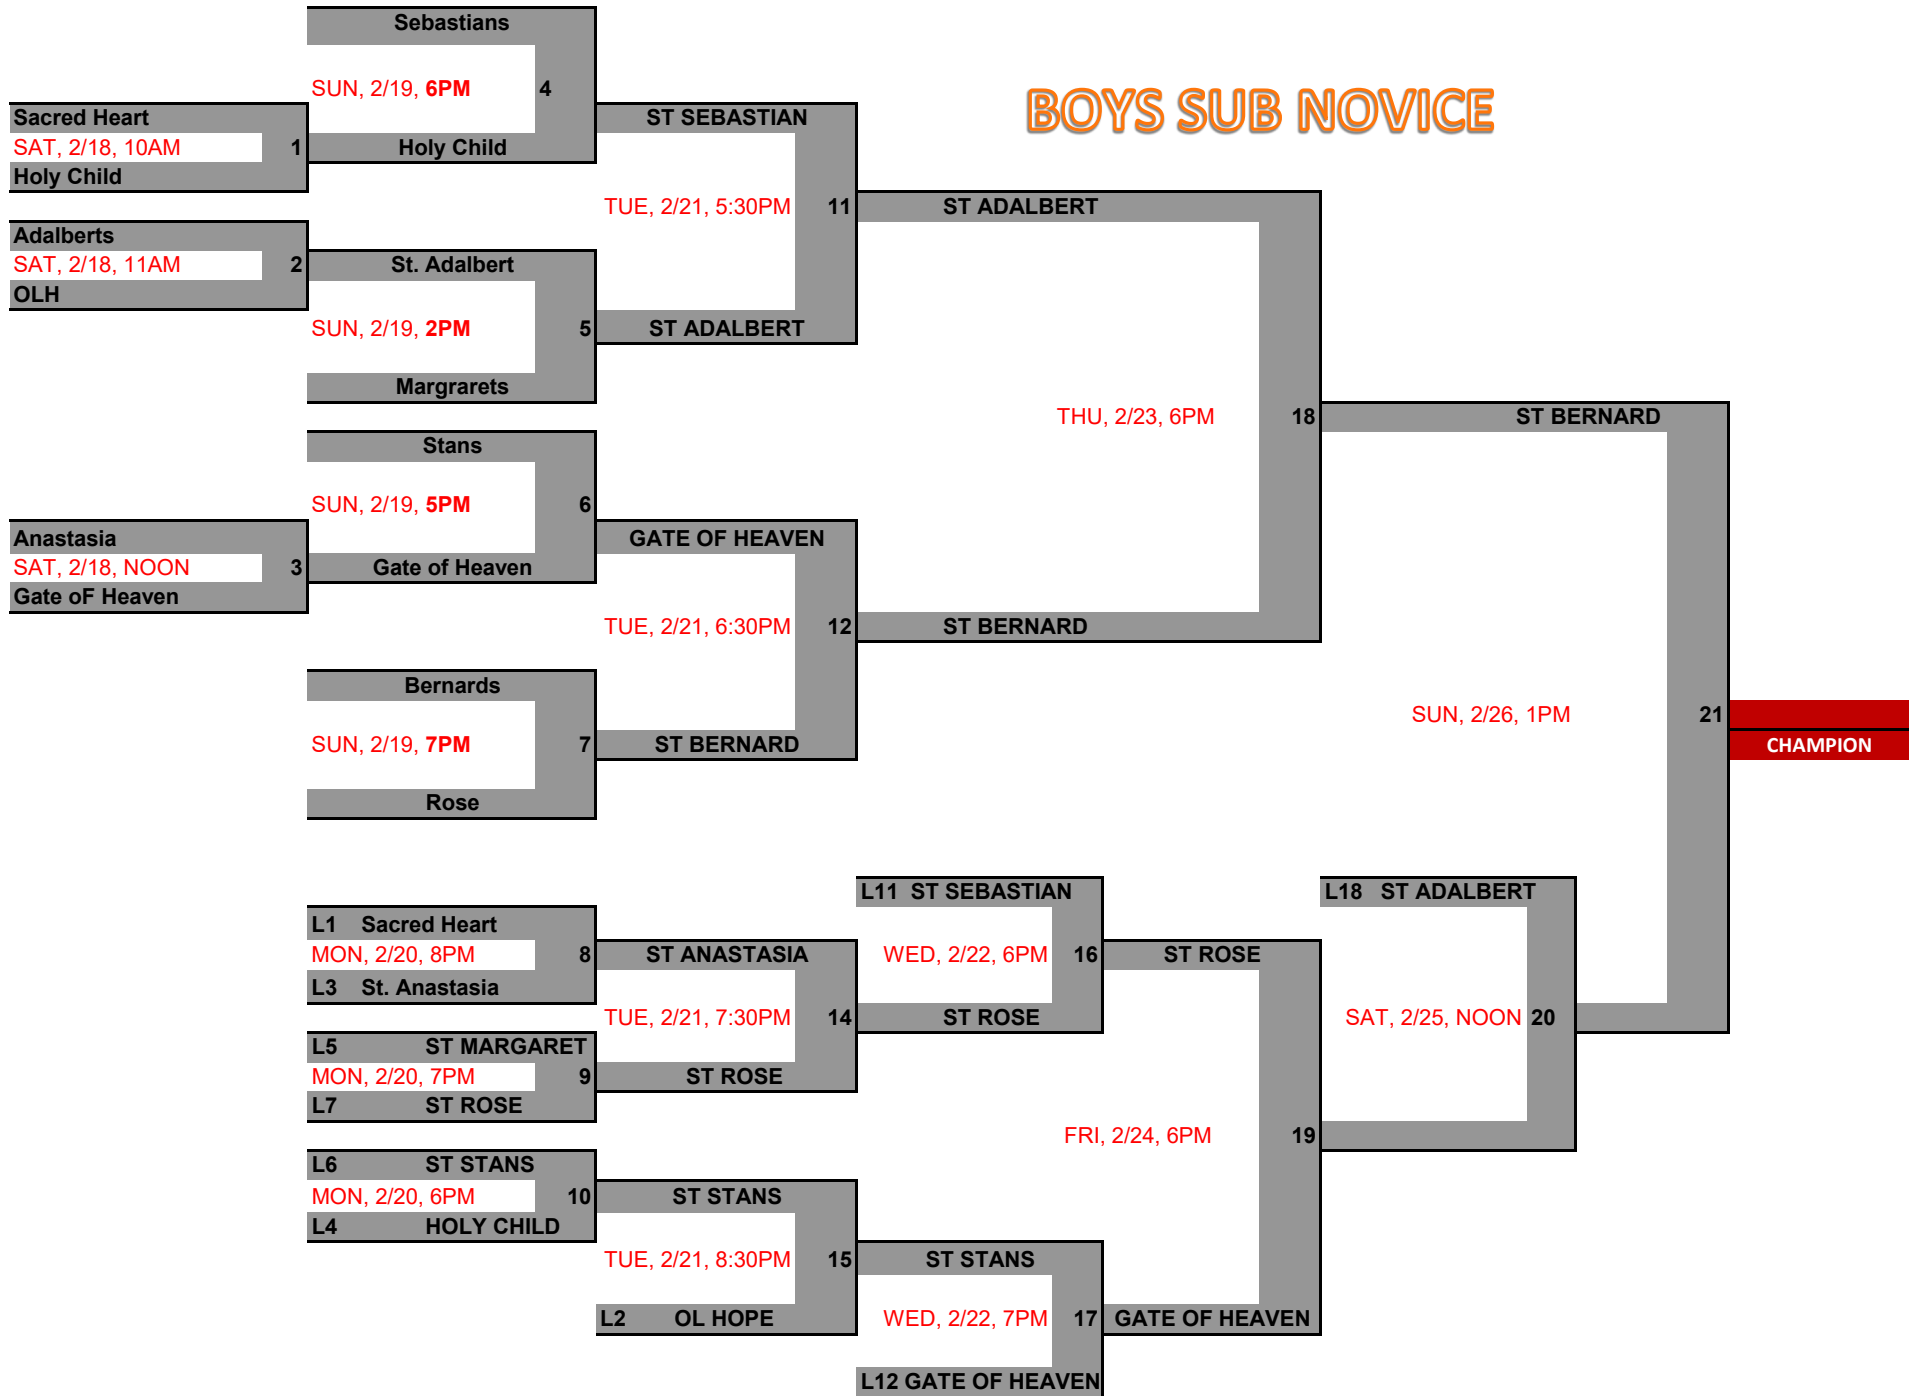 BOYS SUB NOVICE
Sacred Heart
SAT, 2/18, 10AM 1
Holy Child
Adalberts
SAT, 2/18, 11AM 2
OLH
Anastasia
SAT, 2/18, NOON 3
Gate oF Heaven
Sebastians
SUN, 2/19, 6PM 4
Holy Child
St. Adalbert
SUN, 2/19, 2PM 5
Margrarets
Stans
SUN, 2/19, 5PM 6
Gate of Heaven
Bernards
SUN, 2/19, 7PM 7
Rose
ST SEBASTIAN
TUE, 2/21, 5:30PM 11
ST ADALBERT
GATE OF HEAVEN
TUE, 2/21, 6:30PM 12
ST BERNARD
ST ADALBERT
THU, 2/23, 6PM 18
ST BERNARD
ST BERNARD
SUN, 2/26, 1PM 21
CHAMPION
L1 Sacred Heart
MON, 2/20, 8PM 8
L3 St. Anastasia
L5 ST MARGARET
MON, 2/20, 7PM 9
L7 ST ROSE
L6 ST STANS
MON, 2/20, 6PM 10
L4 HOLY CHILD
ST ANASTASIA
TUE, 2/21, 7:30PM 14
ST ROSE
ST STANS
TUE, 2/21, 8:30PM 15
L2 OL HOPE
L11 ST SEBASTIAN
WED, 2/22, 6PM 16
ST ROSE
ST STANS
WED, 2/22, 7PM 17
L12 GATE OF HEAVEN
ST ROSE
FRI, 2/24, 6PM 19
GATE OF HEAVEN
L18 ST ADALBERT
SAT, 2/25, NOON 20